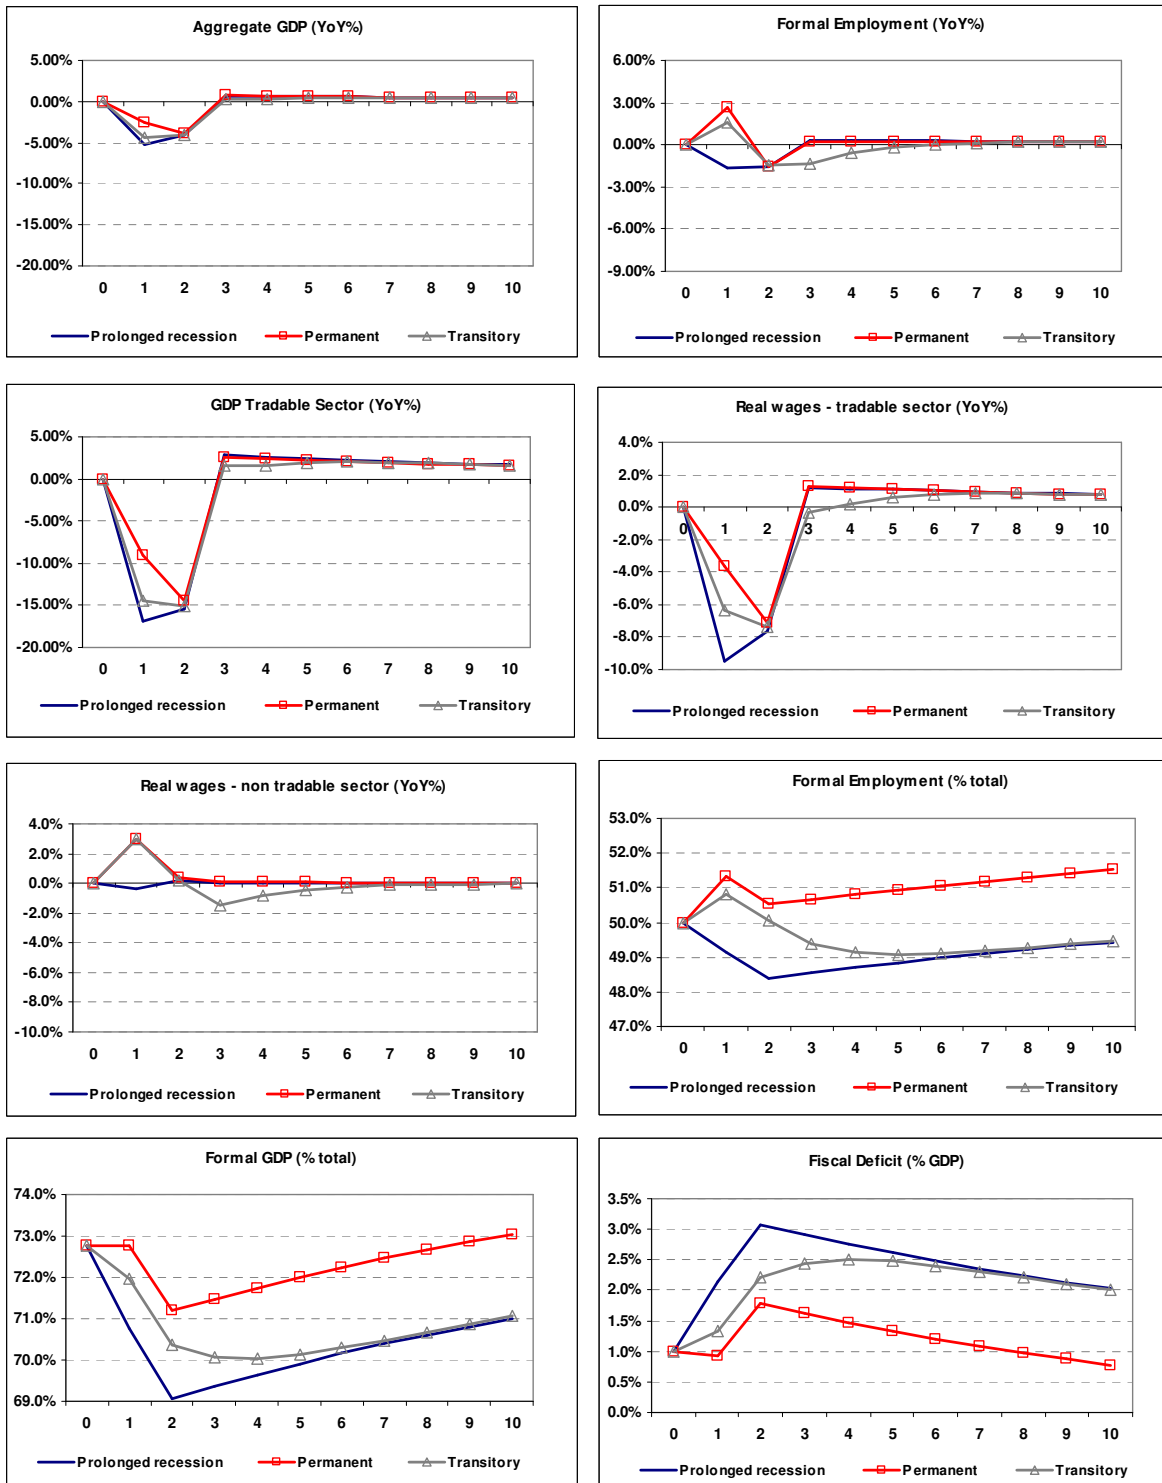 Aggregate GDP (YoY%)
5.00%
0.00%
-5.00%
-10.00%
-15.00%
-20.00%
0 1 2 3 4 5 6 7 8 9 10
Prolonged recession Permanent Transitory
Formal Employment (YoY%)
6.00%
3.00%
0.00%
-3.00%
-6.00%
-9.00%
0 1 2 3 4 5 6 7 8 9 10
Prolonged recession Permanent Transitory
GDP Tradable Sector (YoY%)
5.00%
0.00%
-5.00%
-10.00%
-15.00%
-20.00%
0 1 2 3 4 5 6 7 8 9 10
Prolonged recession Permanent Transitory
Real wages - tradable sector (YoY%)
4.0%
2.0%
0.0%
-2.0%
-4.0%
-6.0%
-8.0%
-10.0%
0 1 2 3 4 5 6 7 8 9 10
Prolonged recession Permanent Transitory
Real wages - non tradable sector (YoY%)
4.0%
2.0%
0.0%
-2.0%
-4.0%
-6.0%
-8.0%
-10.0%
0 1 2 3 4 5 6 7 8 9 10
Prolonged recession Permanent Transitory
Formal Employment (% total)
53.0%
52.0%
51.0%
50.0%
49.0%
48.0%
47.0%
0 1 2 3 4 5 6 7 8 9 10
Prolonged recession Permanent Transitory
Formal GDP (% total)
74.0%
73.0%
72.0%
71.0%
70.0%
69.0%
0 1 2 3 4 5 6 7 8 9 10
Prolonged recession Permanent Transitory
Fiscal Deficit (% GDP)
3.5%
3.0%
2.5%
2.0%
1.5%
1.0%
0.5%
0.0%
0 1 2 3 4 5 6 7 8 9 10
Prolonged recession Permanent Transitory